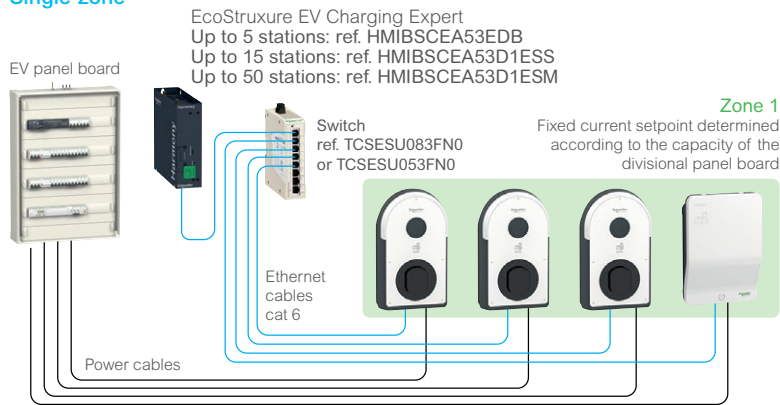 Single Zone
EcoStruxure EV Charging Expert
Up to 5 stations: ref. HMIBSCEA53EDB
Up to 15 stations: ref. HMIBSCEA53D1ESS
Up to 50 stations: ref. HMIBSCEA53D1ESM
EV panel board
Harmony
Switch
ref. TCSESU083FN0
or TCSESU053FN0
Zone 1
Fixed current setpoint determined
according to the capacity of the
divisional panel board
Ethernet
cables
cat 6
Power cables